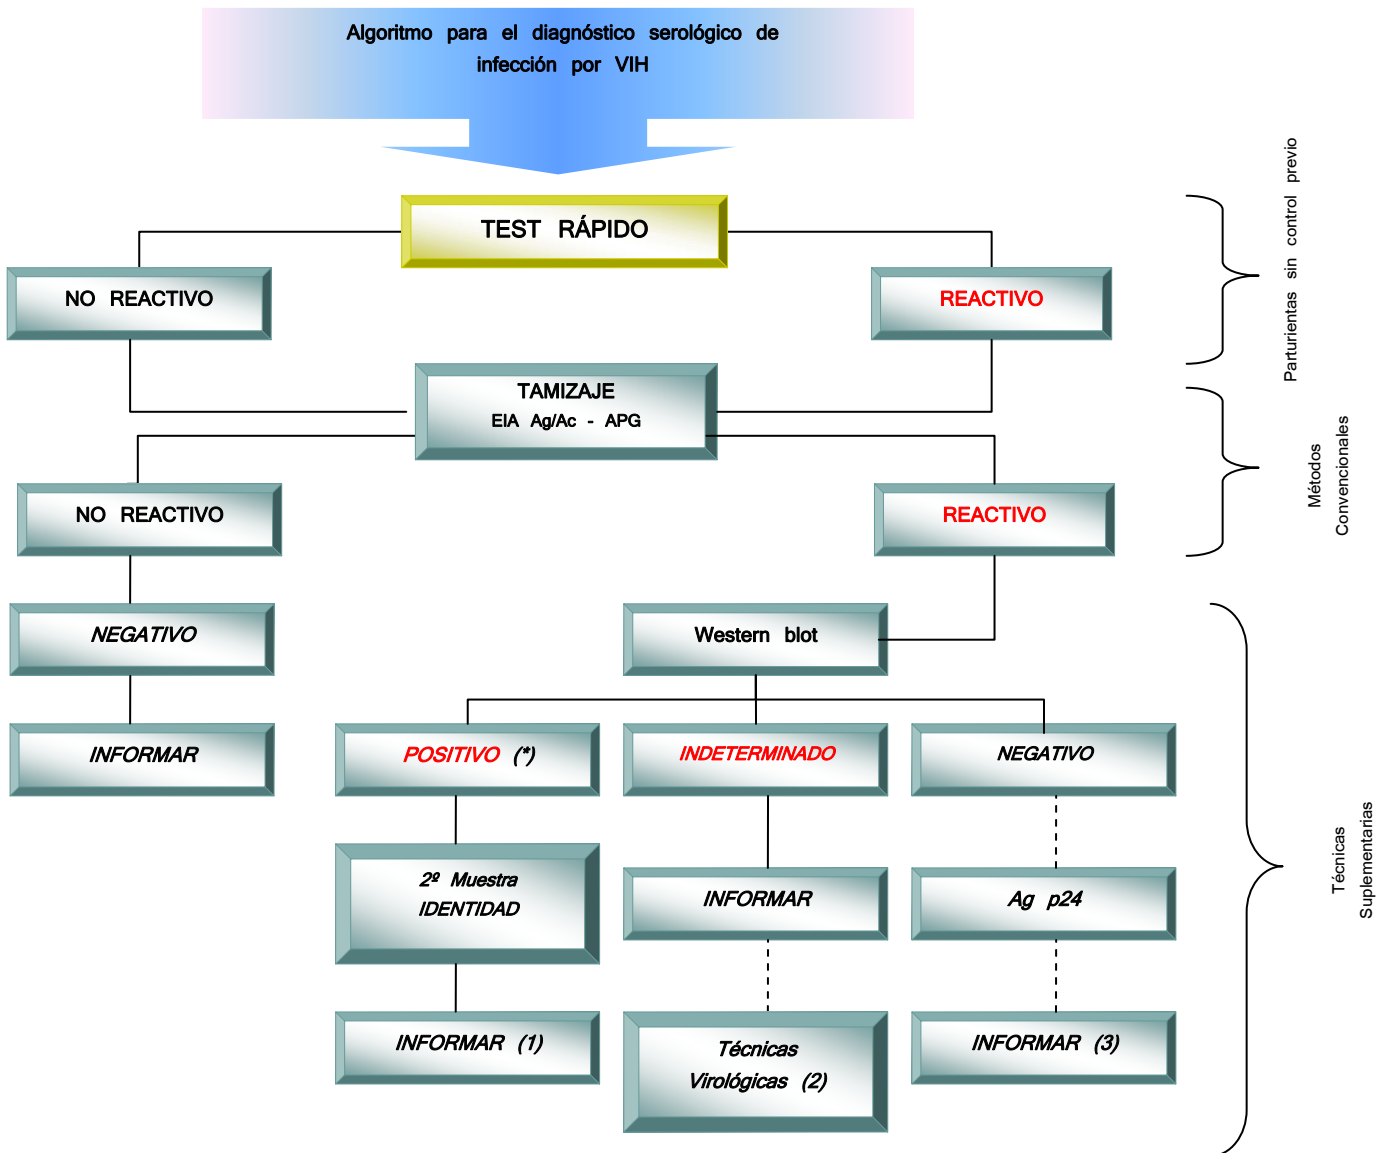 Algoritmo para el diagnóstico serológico de
infección por VIH
TEST RÁPIDO
NO REACTIVO
REACTIVO
Parturientas sin control previo
TAMIZAJE
EIA Ag/Ac - APG
NO REACTIVO
REACTIVO
Métodos
Convencionales
NEGATIVO
Western blot
INFORMAR
POSITIVO (*)
INDETERMINADO
NEGATIVO
2º Muestra
IDENTIDAD
INFORMAR
Ag p24
Técnicas
Suplementarias
INFORMAR (1)
Técnicas
Virológicas (2)
INFORMAR (3)